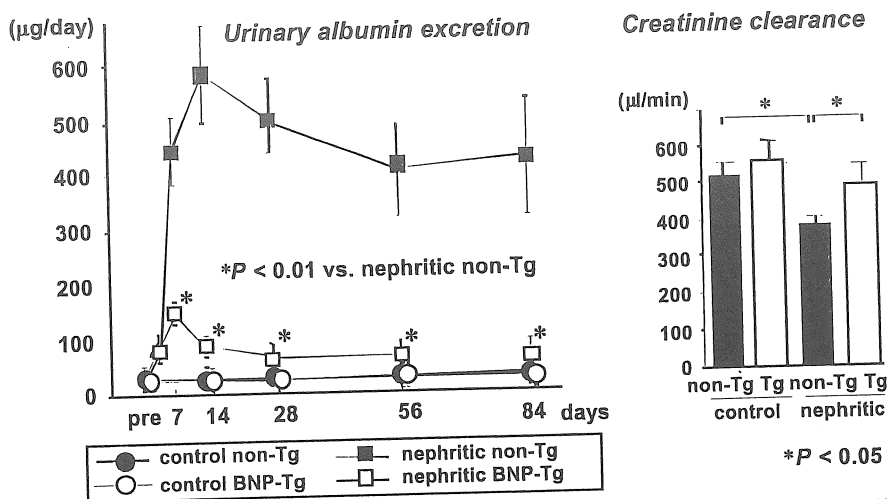 (µg/day)
Urinary albumin excretion
600
500
400
300
200
100
0
*P < 0.01 vs. nephritic non-Tg
* * * * *
pre 7 14 28 56 84 days
control non-Tg
nephritic non-Tg
control BNP-Tg
nephritic BNP-Tg
Creatinine clearance
(µl/min)
* *
600
500
400
300
200
100
0
non-Tg Tg non-Tg Tg
control nephritic
*P < 0.05